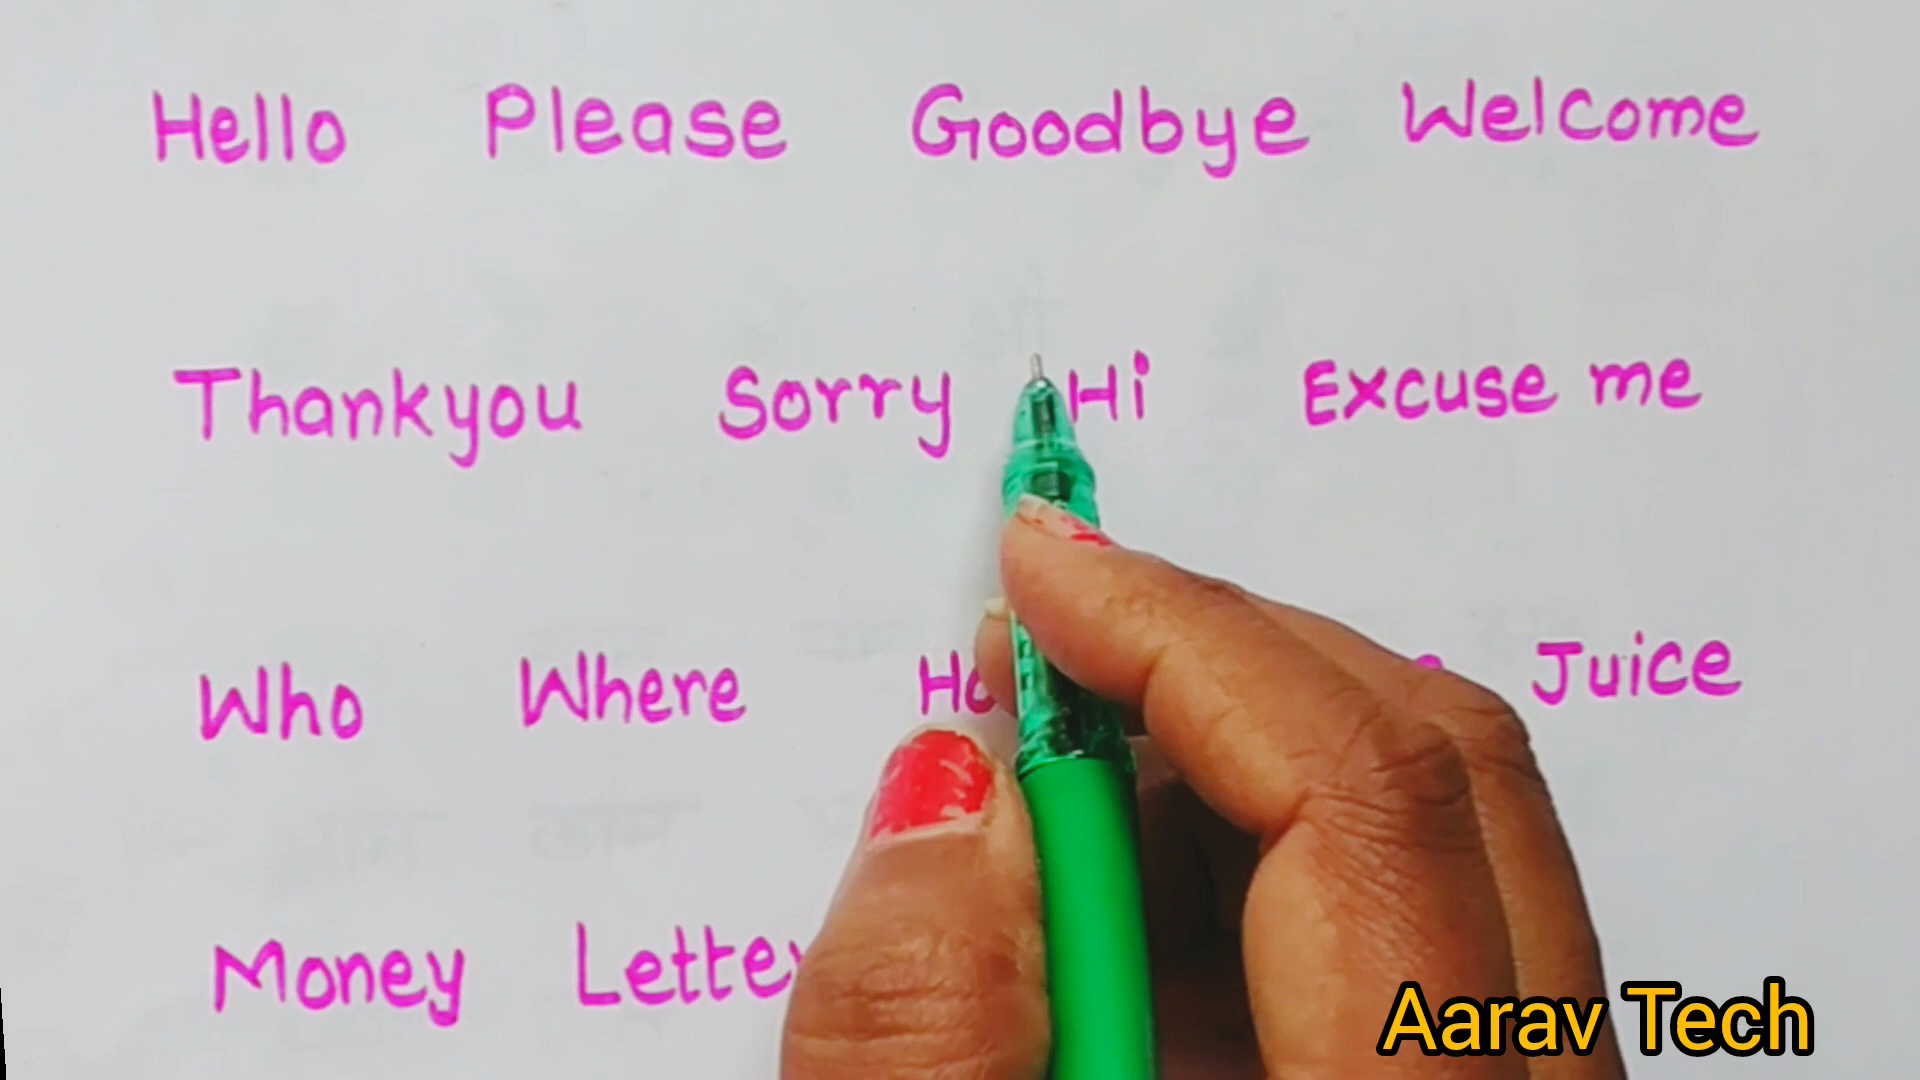 Hello Please Goodbye Welcome
Thankyou Sorry Hi Excuse me
Who Where Juice
Money
Aarav Tech